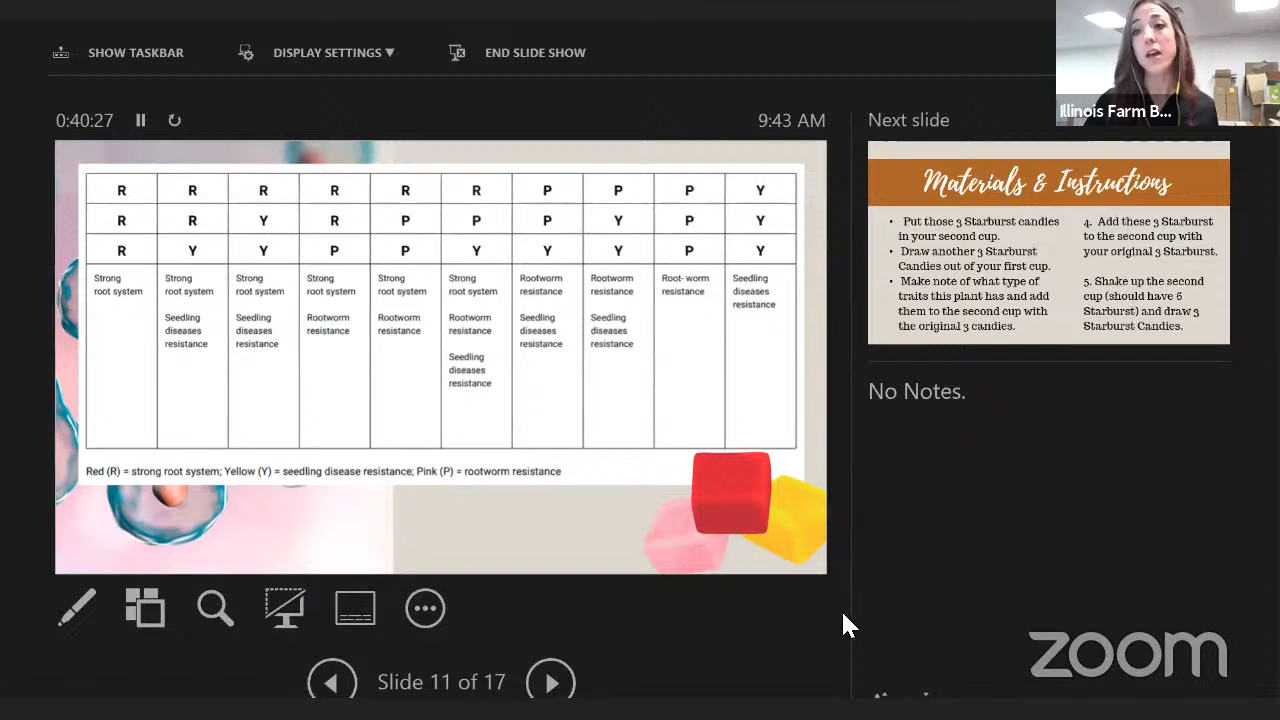 SHOW TASKBAR DISPLAY SETTINGS ▼ END SLIDE SHOW
Illinois Farm B...
0:40:27 9:43 AM
Next slide
R R R R R R P P P Y
R R Y R P P P Y P Y
R Y Y P P Y Y Y P Y
Strong root system
Strong root system
Seedling diseases resistance
Strong root system
Seedling diseases resistance
Strong root system
Rootworm resistance
Strong root system
Rootworm resistance
Strong root system
Rootworm resistance
Seedling diseases resistance
Rootworm resistance
Seedling diseases resistance
Rootworm resistance
Seedling diseases resistance
Root- worm resistance
Seedling diseases resistance
Red (R) = strong root system; Yellow (Y) = seedling disease resistance; Pink (P) = rootworm resistance
Materials & Instructions
• Put those 3 Starburst candies
in your second cup.
• Draw another 3 Starburst
Candies out of your first cup.
• Make note of what type of
traits this plant has and add
them to the second cup with
the original 3 candies.
4. Add these 3 Starburst
to the second cup with
your original 3 Starburst.
5. Shake up the second
cup (should have 6
Starburst) and draw 3
Starburst Candies.
No Notes.
Slide 11 of 17
zoom